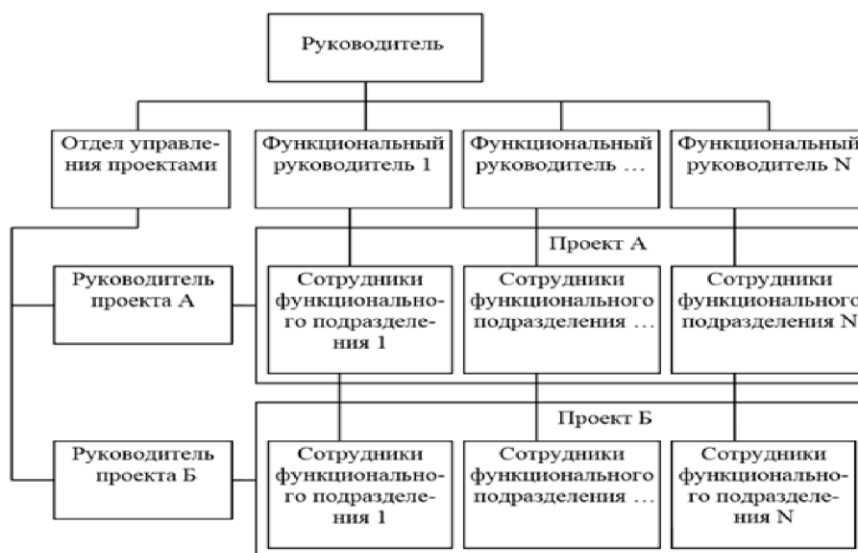 Руководитель
Отдел управле-
ния проектами
Функциональный
руководитель 1
Функциональный
руководитель …
Функциональный
руководитель N
Проект А
Руководитель
проекта А
Сотрудники
функционально-
го подразделе-
ния 1
Сотрудники
функционального
подразделения …
Сотрудники
функционального
подразделения N
Проект Б
Руководитель
проекта Б
Сотрудники
функционально-
го подразделе-
ния 1
Сотрудники
функционального
подразделения …
Сотрудники
функционально-
го подразделе-
ния N